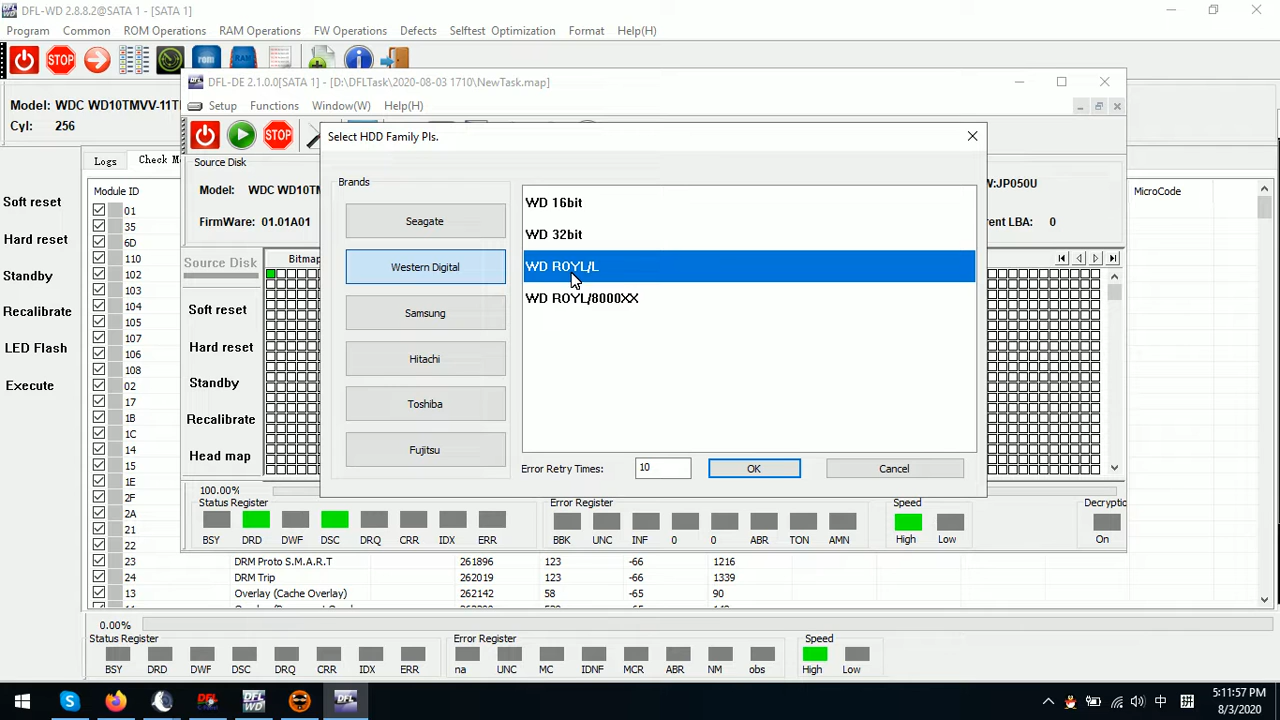 DFL-WD 2.8.8.2@SATA 1] - [SATA 1]
Program Common ROM Operations RAM Operations FW Operations Defects Selftest Optimization Format Help(H)
STOP rom
DFL-DE 2.1.0.0[SATA 1] - [D:\DFLTask\2020-08-03 1710\NewTask.map]
Setup Functions Window(W) Help(H)
STOP
Model: WDC WD10TMVV-11T
Cyl: 256
Logs Check M
Module ID
01
35
6D
110
102
103
104
105
107
106
108
02
17
1B
1C
14
15
1E
2F
2A
21
22
23 DRM Proto S.M.A.R.T 261896 123 -66 1216
24 DRM Trip 262019 123 -66 1339
13 Overlay (Cache Overlay) 262142 58 -65 90
Soft reset
Hard reset
Standby
Recalibrate
LED Flash
Execute
Source Disk
Model: WDC WD10TM
FirmWare: 01.01A01
Source Disk
Bitmap
Soft reset
Hard reset
Standby
Recalibrate
Head map
W:JP050U
rent LBA: 0
MicroCode
Select HDD Family Pls.
Brands
Seagate
Western Digital
Samsung
Hitachi
Toshiba
Fujitsu
WD 16bit
WD 32bit
WD ROYL/L
WD ROYL/8000XX
Error Retry Times: 10 OK Cancel
100.00%
Status Register Error Register Speed Decryptic
BSY DRD DWF DSC DRQ CRR IDX ERR BBK UNC INF 0 0 ABR TON AMN High Low On
0.00%
Status Register Error Register Speed
BSY DRD DWF DSC DRQ CRR IDX ERR na UNC MC IDNF MCR ABR NM obs High Low
中 拼
5:11:57 PM
8/3/2020